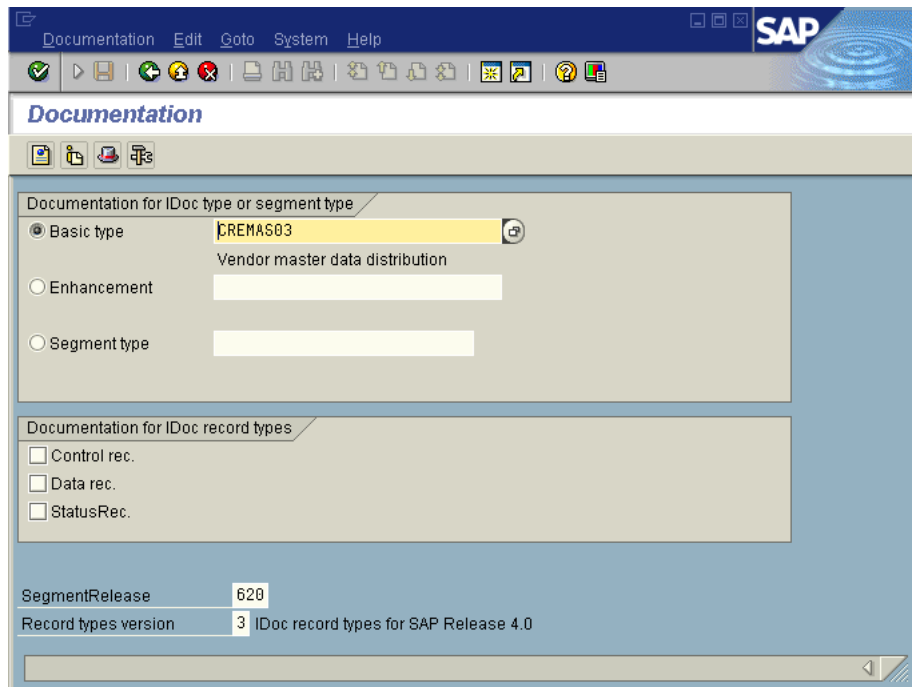 Documentation Edit Goto System Help
SAP
Documentation
Documentation for IDoc type or segment type
Basic type CREMAS03
Vendor master data distribution
Enhancement
Segment type
Documentation for IDoc record types
Control rec.
Data rec.
StatusRec.
SegmentRelease 620
Record types version 3 IDoc record types for SAP Release 4.0